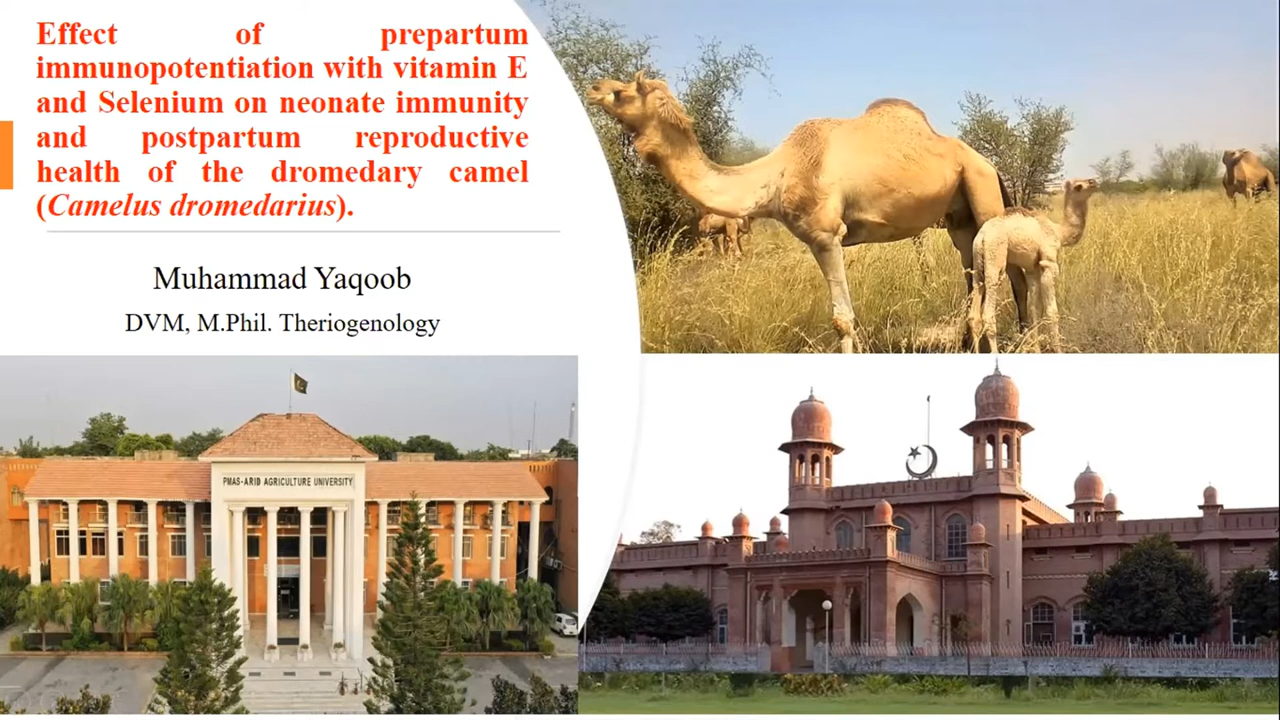 Effect of prepartum
immunopotentiation with vitamin E
and Selenium on neonate immunity
and postpartum reproductive
health of the dromedary camel
(Camelus dromedarius).
Muhammad Yaqoob
DVM, M.Phil. Theriogenology
PMAS-ARID AGRICULTURE UNIVERSITY